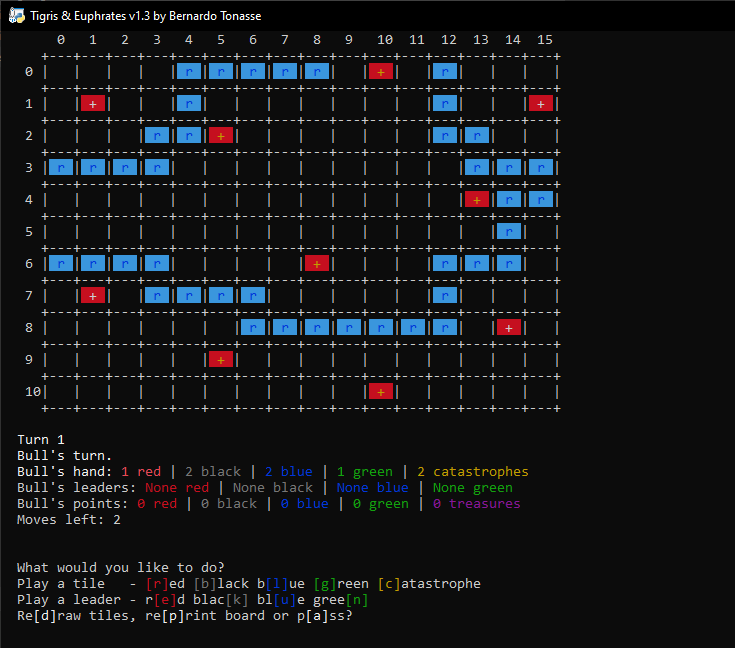 Tigris & Euphrates v1.3 by Bernardo Tonasse
    0   1   2   3   4   5   6   7   8   9   10  11  12  13  14  15
  +---+---+---+---+---+---+---+---+---+---+---+---+---+---+---+---+
0 |   |   |   |   | r | r | r | r | r |   | + |   | r |   |   |   |
  +---+---+---+---+---+---+---+---+---+---+---+---+---+---+---+---+
1 |   | + |   |   | r |   |   |   |   |   |   |   | r |   |   | + |
  +---+---+---+---+---+---+---+---+---+---+---+---+---+---+---+---+
2 |   |   |   | r | r | + |   |   |   |   |   |   | r | r |   |   |
  +---+---+---+---+---+---+---+---+---+---+---+---+---+---+---+---+
3 | r | r | r | r |   |   |   |   |   |   |   |   |   | r | r | r |
  +---+---+---+---+---+---+---+---+---+---+---+---+---+---+---+---+
4 |   |   |   |   |   |   |   |   |   |   |   |   |   | + | r | r |
  +---+---+---+---+---+---+---+---+---+---+---+---+---+---+---+---+
5 |   |   |   |   |   |   |   |   |   |   |   |   |   |   | r |   |
  +---+---+---+---+---+---+---+---+---+---+---+---+---+---+---+---+
6 | r | r | r | r |   |   |   |   | + |   |   |   | r | r | r |   |
  +---+---+---+---+---+---+---+---+---+---+---+---+---+---+---+---+
7 |   | + |   | r | r | r | r |   |   |   |   |   | r |   |   |   |
  +---+---+---+---+---+---+---+---+---+---+---+---+---+---+---+---+
8 |   |   |   |   |   |   | r | r | r | r | r | r | r |   | + |   |
  +---+---+---+---+---+---+---+---+---+---+---+---+---+---+---+---+
9 |   |   |   |   |   | + |   |   |   |   |   |   |   |   |   |   |
  +---+---+---+---+---+---+---+---+---+---+---+---+---+---+---+---+
10|   |   |   |   |   |   |   |   |   |   | + |   |   |   |   |   |
  +---+---+---+---+---+---+---+---+---+---+---+---+---+---+---+---+
Turn 1
Bull's turn.
Bull's hand: 1 red | 2 black | 2 blue | 1 green | 2 catastrophes
Bull's leaders: None red | None black | None blue | None green
Bull's points: 0 red | 0 black | 0 blue | 0 green | 0 treasures
Moves left: 2
What would you like to do?
Play a tile   - [r]ed [b]lack b[l]ue [g]reen [c]atastrophe
Play a leader - r[e]d blac[k] bl[u]e gree[n]
Re[d]raw tiles, re[p]rint board or p[a]ss?